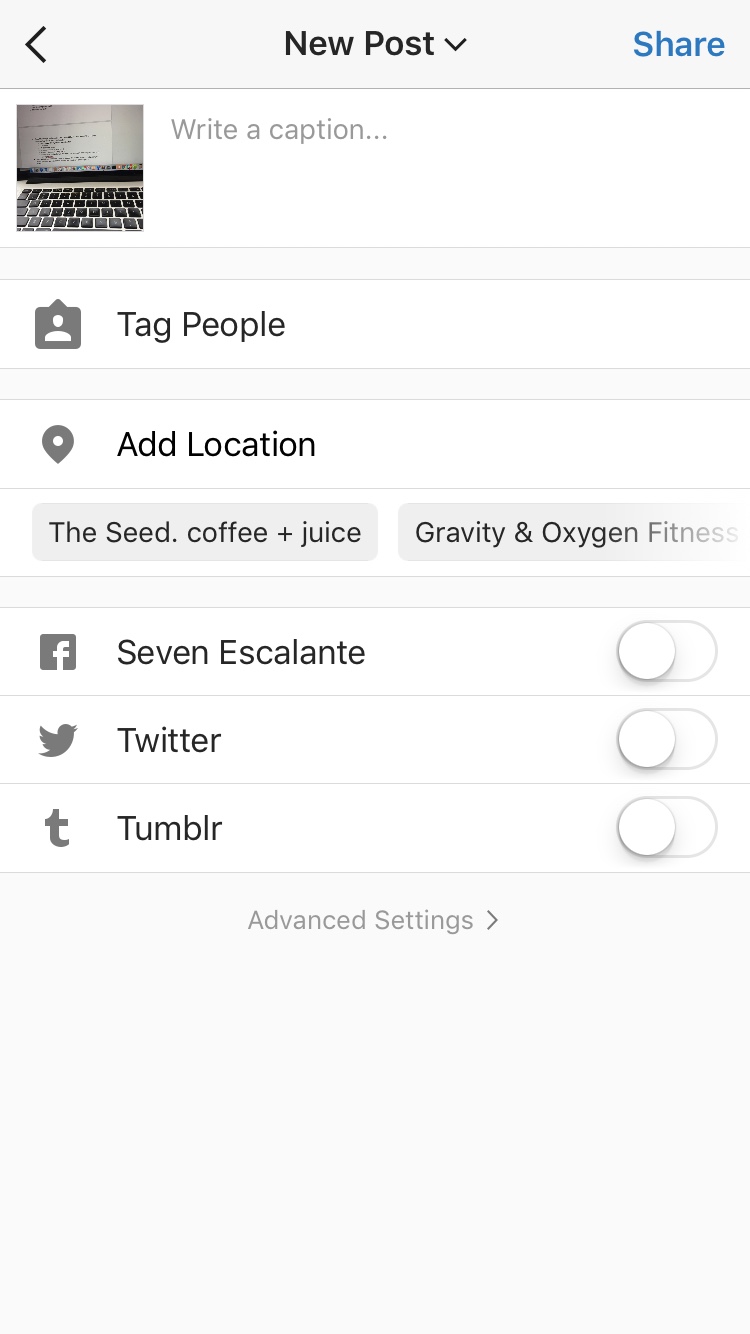 New Post
Share
Write a caption...
Tag People
Add Location
The Seed. coffee + juice
Gravity & Oxygen Fitness
Seven Escalante
Twitter
Tumblr
Advanced Settings